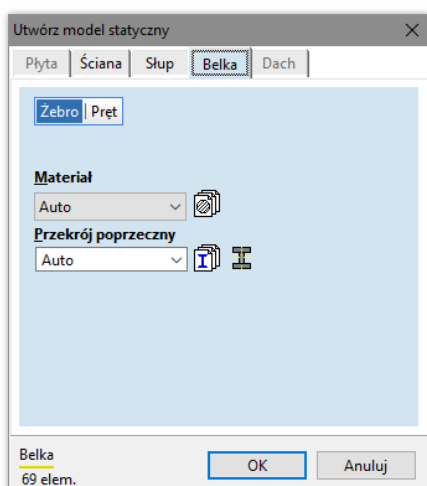 Utwórz model statyczny
Płyta Ściana Słup Belka Dach
Żebro Pręt
Materiał
Auto
Przekrój poprzeczny
Auto
Belka
69 elem.
OK Anuluj